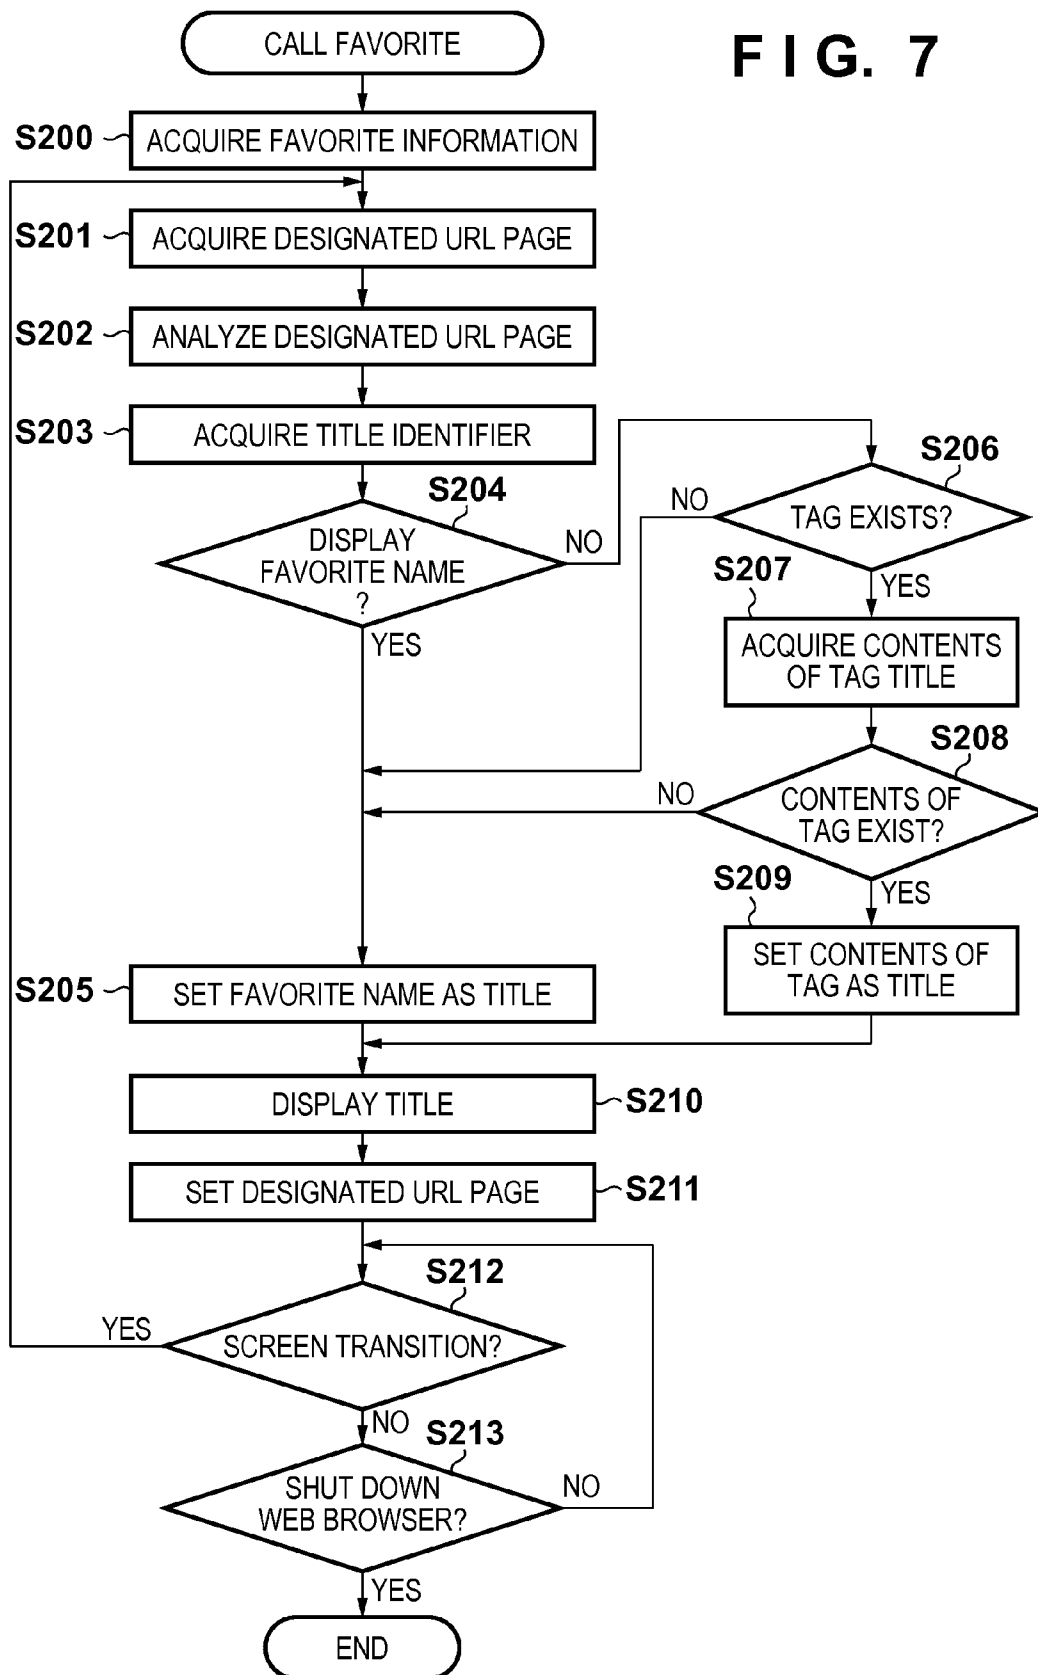 FIG. 7
CALL FAVORITE
S200
ACQUIRE FAVORITE INFORMATION
S201
ACQUIRE DESIGNATED URL PAGE
S202
ANALYZE DESIGNATED URL PAGE
S203
ACQUIRE TITLE IDENTIFIER
S204
DISPLAY
FAVORITE NAME
?
NO
YES
S206
TAG EXISTS?
NO
YES
S207
ACQUIRE CONTENTS
OF TAG TITLE
S208
CONTENTS OF
TAG EXIST?
NO
YES
S209
SET CONTENTS OF
TAG AS TITLE
S205
SET FAVORITE NAME AS TITLE
DISPLAY TITLE
S210
SET DESIGNATED URL PAGE
S211
S212
SCREEN TRANSITION?
YES
NO
S213
SHUT DOWN
WEB BROWSER?
NO
YES
END